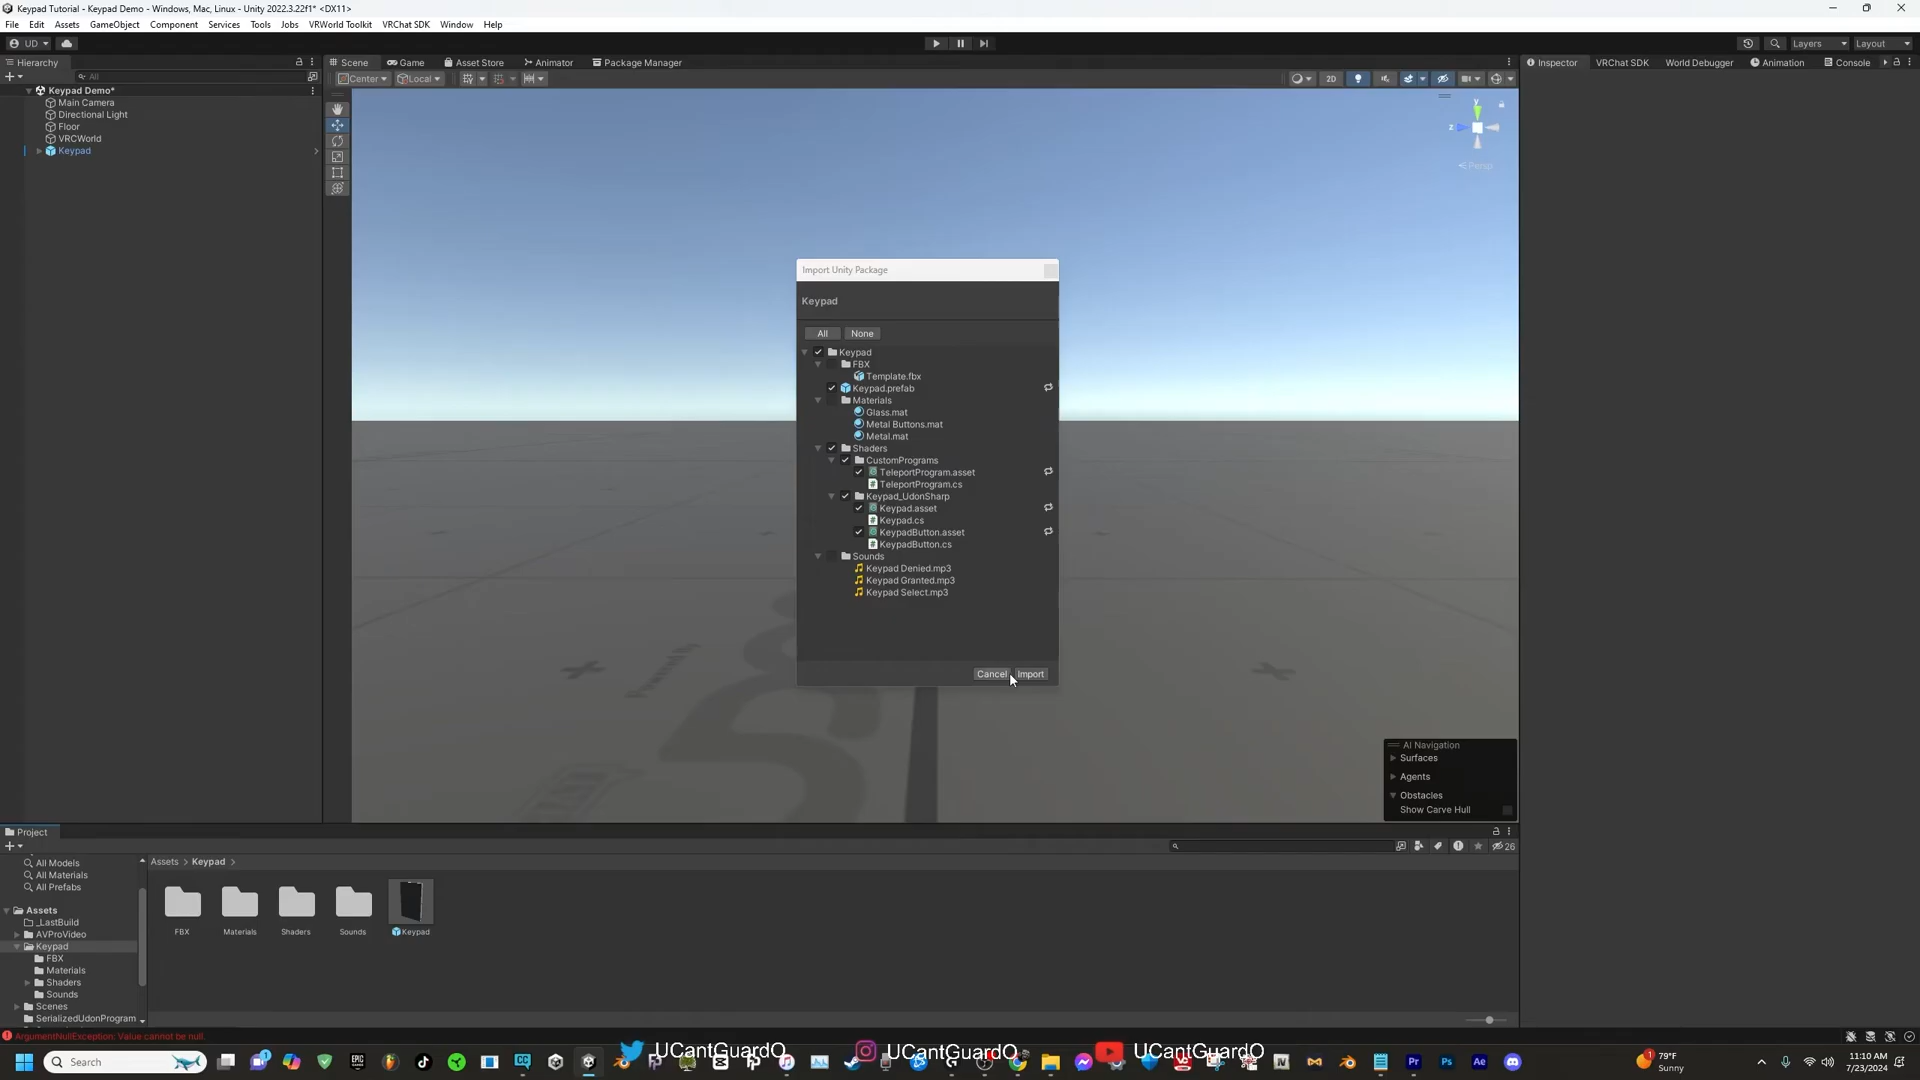 Keypad Tutorial - Keypad Demo - Windows, Mac, Linux - Unity 2022.3.22f1* <DX11>
File Edit Assets GameObject Component Services Tools Jobs VRWorld Toolkit VRChat SDK Window Help
UD Layers Layout
Hierarchy
All
Keypad Demo*
Main Camera
Directional Light
Floor
VRCWorld
Keypad
Scene Game Asset Store Animator Package Manager
Center Local 2D
y
z
Persp
Import Unity Package
Keypad
All None
Keypad
FBX
Template.fbx
Keypad.prefab
Materials
Glass.mat
Metal Buttons.mat
Metal.mat
Shaders
CustomPrograms
TeleportProgram.asset
TeleportProgram.cs
Keypad_UdonSharp
Keypad.asset
Keypad.cs
KeypadButton.asset
KeypadButton.cs
Sounds
Keypad Denied.mp3
Keypad Granted.mp3
Keypad Select.mp3
Cancel Import
AI Navigation
Surfaces
Agents
Obstacles
Show Carve Hull
Inspector VRChat SDK World Debugger Animation Console
Project
26
All Models
All Materials
All Prefabs
Assets
_LastBuild
AVProVideo
Keypad
FBX
Materials
Shaders
Sounds
Scenes
SerializedUdonProgram
Assets > Keypad >
FBX Materials Shaders Sounds Keypad
ArgumentNullException: Value cannot be null.
Search
UCantGuardO UCantGuardO UCantGuardO
79°F
Sunny
11:10 AM
7/23/2024